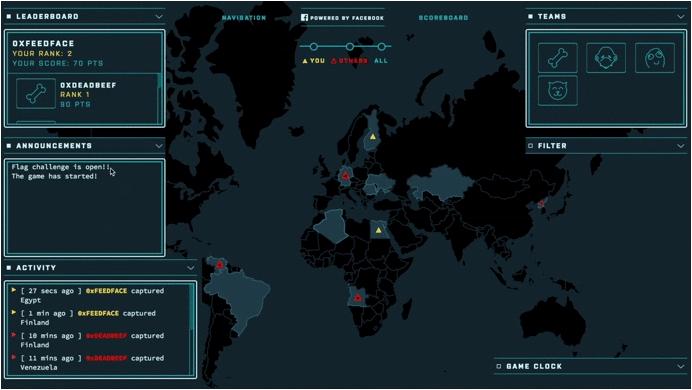 LEADERBOARD
0XFEEDFACE
YOUR RANK: 2
YOUR SCORE: 70 PTS
0XDEADBEEF
RANK 1
90 PTS
ANNOUNCEMENTS
Flag challenge is open!!
The game has started!
ACTIVITY
[ 27 secs ago ] 0xFEEDFACE captured
Egypt
[ 1 min ago ] 0xFEEDFACE captured
Finland
[ 10 mins ago ] 0xDEADBEEF captured
Finland
[ 11 mins ago ] 0xDEADBEEF captured
Venezuela
NAVIGATION
POWERED BY FACEBOOK
SCOREBOARD
YOU OTHERS ALL
TEAMS
FILTER
GAME CLOCK